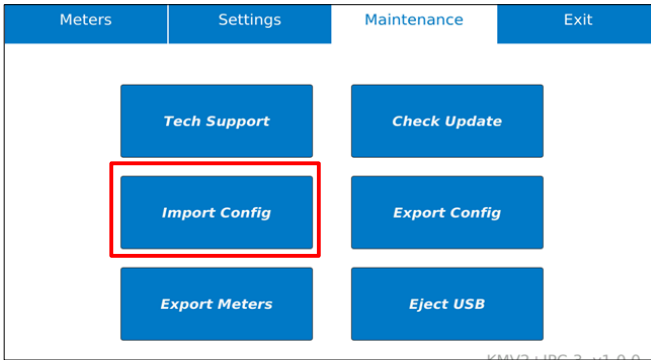 Meters Settings Maintenance Exit
Tech Support Check Update
Import Config Export Config
Export Meters Eject USB